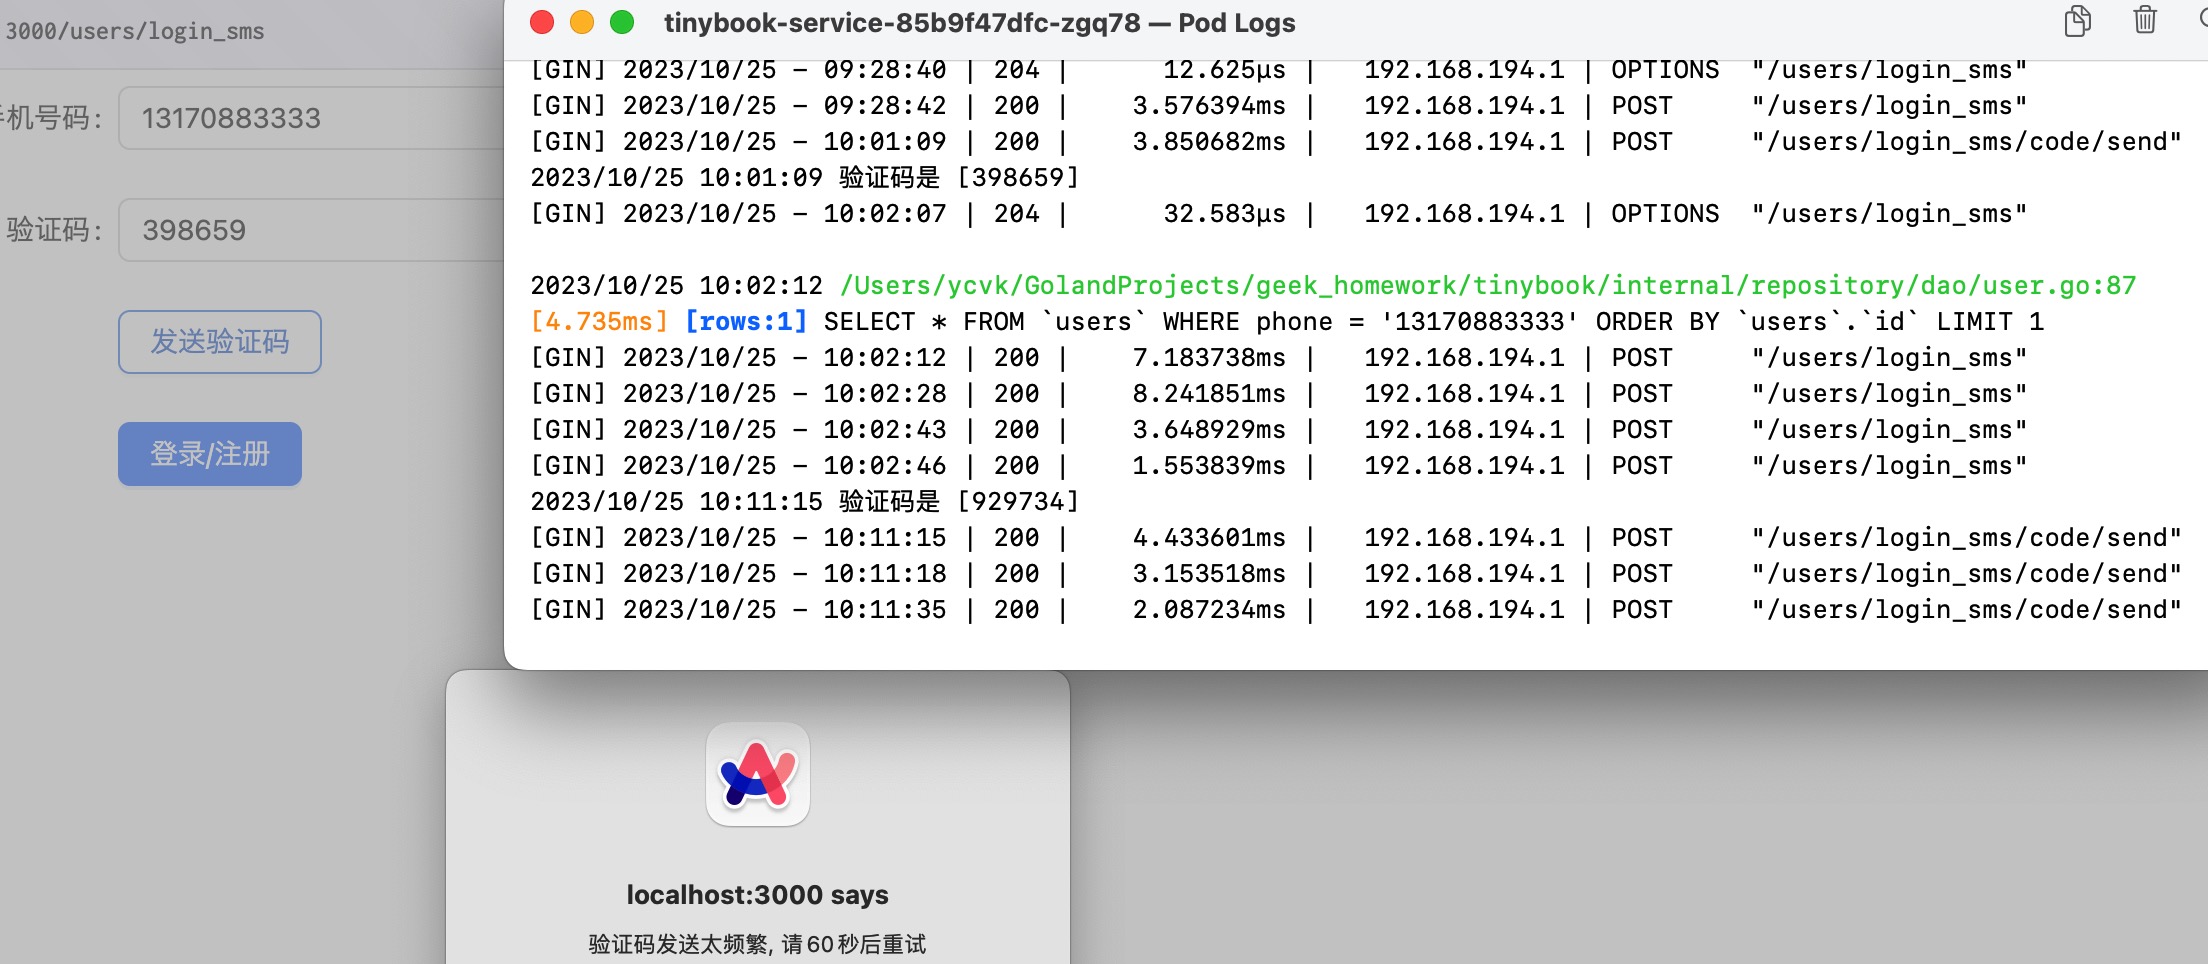 3000/users/login_sms
手机号码:
13170883333
验证码:
398659
发送验证码
登录/注册
tinybook-service-85b9f47dfc-zgq78 — Pod Logs
[GIN] 2023/10/25 - 09:28:40 | 204 | 12.625µs | 192.168.194.1 | OPTIONS "/users/login_sms"
[GIN] 2023/10/25 - 09:28:42 | 200 | 3.576394ms | 192.168.194.1 | POST "/users/login_sms"
[GIN] 2023/10/25 - 10:01:09 | 200 | 3.850682ms | 192.168.194.1 | POST "/users/login_sms/code/send"
2023/10/25 10:01:09 验证码是 [398659]
[GIN] 2023/10/25 - 10:02:07 | 204 | 32.583µs | 192.168.194.1 | OPTIONS "/users/login_sms"
2023/10/25 10:02:12 /Users/ycvk/GolandProjects/geek_homework/tinybook/internal/repository/dao/user.go:87
[4.735ms] [rows:1] SELECT * FROM `users` WHERE phone = '13170883333' ORDER BY `users`.`id` LIMIT 1
[GIN] 2023/10/25 - 10:02:12 | 200 | 7.183738ms | 192.168.194.1 | POST "/users/login_sms"
[GIN] 2023/10/25 - 10:02:28 | 200 | 8.241851ms | 192.168.194.1 | POST "/users/login_sms"
[GIN] 2023/10/25 - 10:02:43 | 200 | 3.648929ms | 192.168.194.1 | POST "/users/login_sms"
[GIN] 2023/10/25 - 10:02:46 | 200 | 1.553839ms | 192.168.194.1 | POST "/users/login_sms"
2023/10/25 10:11:15 验证码是 [929734]
[GIN] 2023/10/25 - 10:11:15 | 200 | 4.433601ms | 192.168.194.1 | POST "/users/login_sms/code/send"
[GIN] 2023/10/25 - 10:11:18 | 200 | 3.153518ms | 192.168.194.1 | POST "/users/login_sms/code/send"
[GIN] 2023/10/25 - 10:11:35 | 200 | 2.087234ms | 192.168.194.1 | POST "/users/login_sms/code/send"
localhost:3000 says
验证码发送太频繁, 请60秒后重试